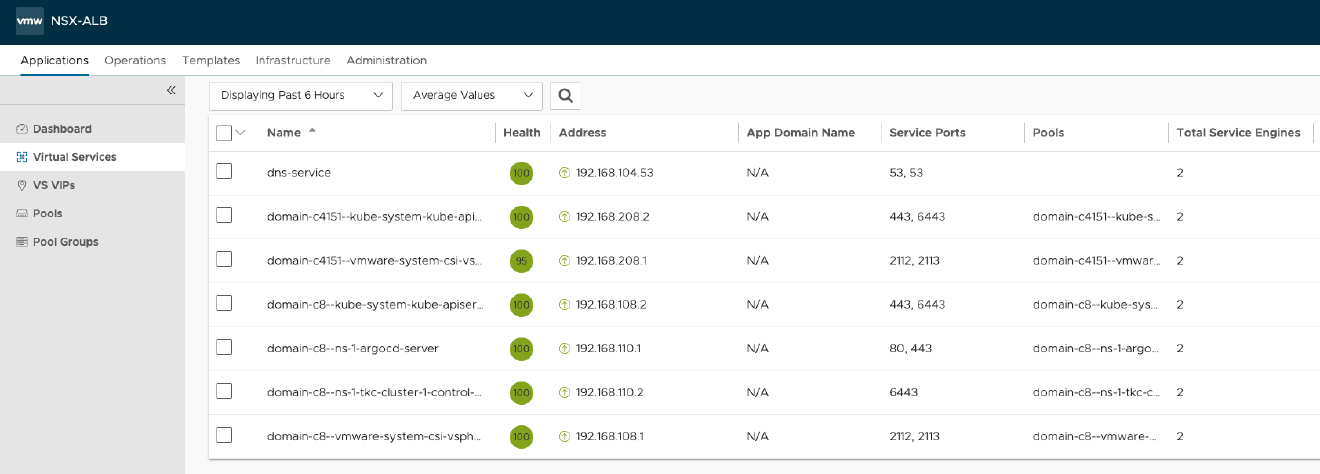 vmw NSX-ALB
Applications Operations Templates Infrastructure Administration
Displaying Past 6 Hours Average Values
Dashboard
Virtual Services
VS VIPs
Pools
Pool Groups
Name Health Address App Domain Name Service Ports Pools Total Service Engines
dns-service 100 192.168.104.53 N/A 53, 53 2
domain-c4151--kube-system-kube-api... 100 192.168.208.2 N/A 443, 6443 domain-c4151--kube-s... 2
domain-c4151--vmware-system-csi-vs... 95 192.168.208.1 N/A 2112, 2113 domain-c4151--vmwar... 2
domain-c8--kube-system-kube-apiser... 100 192.168.108.2 N/A 443, 6443 domain-c8--kube-sys... 2
domain-c8--ns-1-argocd-server 100 192.168.110.1 N/A 80, 443 domain-c8--ns-1-argo... 2
domain-c8--ns-1-tkc-cluster-1-control-... 100 192.168.110.2 N/A 6443 domain-c8--ns-1-tkc-c... 2
domain-c8--vmware-system-csi-vsph... 100 192.168.108.1 N/A 2112, 2113 domain-c8--vmware-... 2